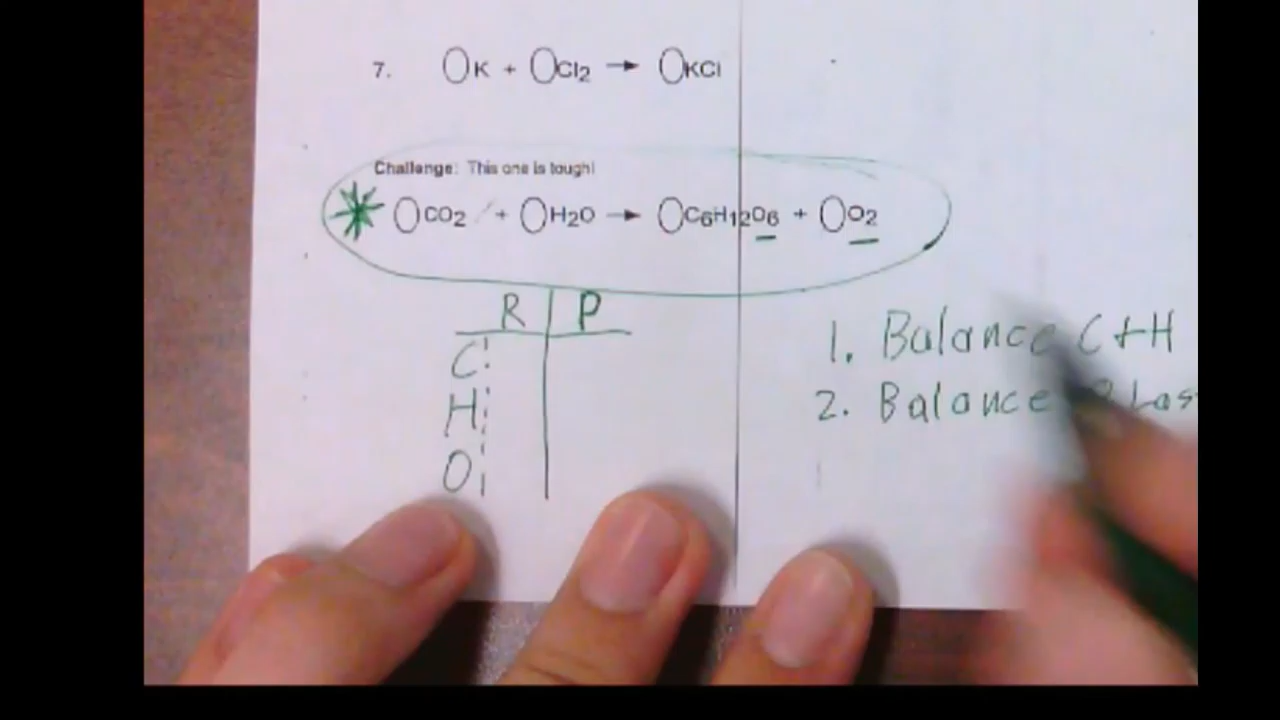 7. K + Cl2 → KCl
Challenge: This one is tough!
CO2 + H2O → C6H12O6 + O2
R P
C
H
O
1. Balance C + H
2. Balance